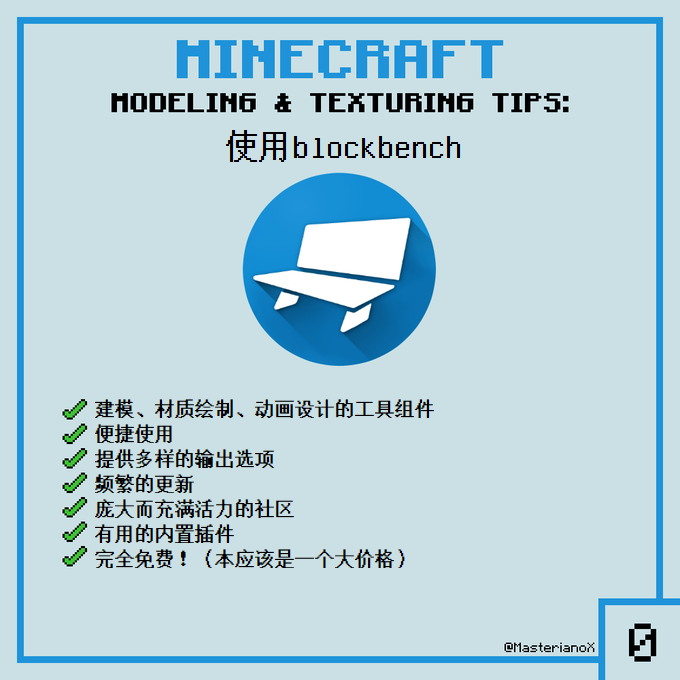 MINECRAFT
MODELING & TEXTURING TIPS:
使用blockbench
建模、材质绘制、动画设计的工具组件
便捷使用
提供多样的输出选项
频繁的更新
庞大而充满活力的社区
有用的内置插件
完全免费！（本应该是一个大价格）
@MasterianoX
0